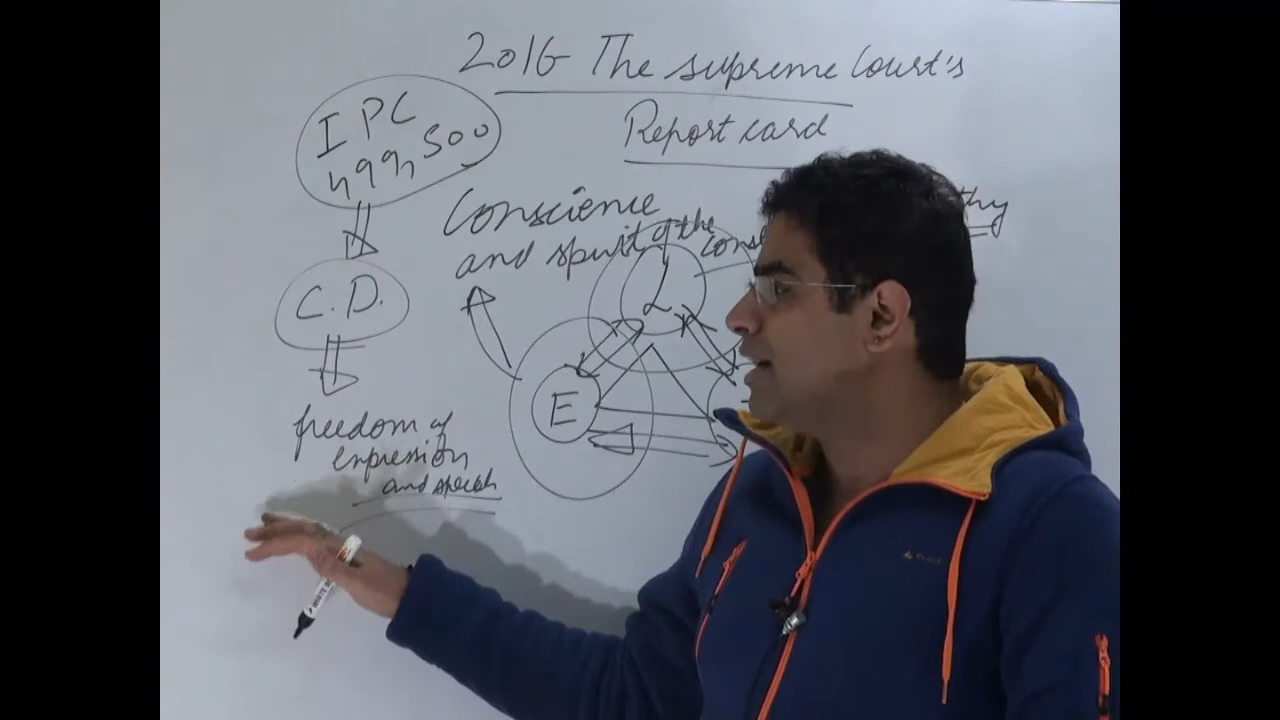 2016 The supreme Court's
Report card
IPC
499, 500
Conscience
and spirit of the
C.D.
L
E
freedom of
expression
and speech